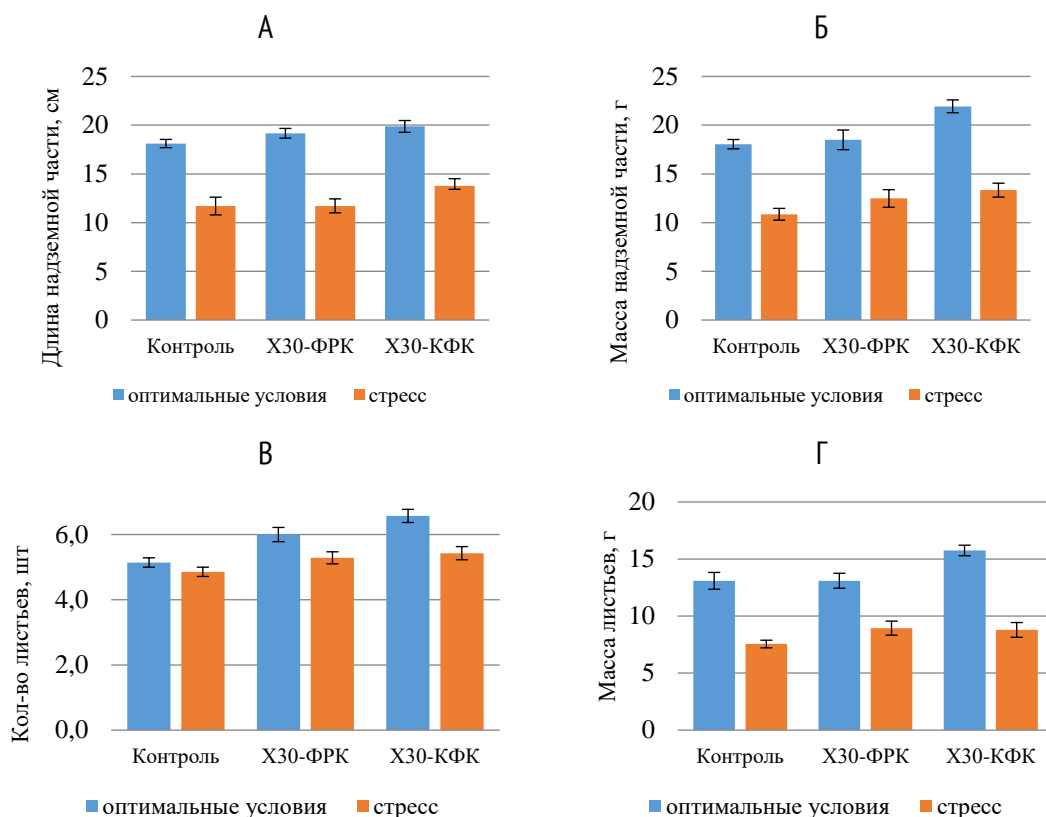 А
Длина надземной части, см
25
20
15
10
5
0
Контроль Х30-ФРК Х30-КФК
оптимальные условия стресс
Б
Масса надземной части, г
25
20
15
10
5
0
Контроль Х30-ФРК Х30-КФК
оптимальные условия стресс
В
Кол-во листьев, шт
6,0
4,0
2,0
0,0
Контроль Х30-ФРК Х30-КФК
оптимальные условия стресс
Г
Масса листьев, г
20
15
10
5
0
Контроль Х30-ФРК Х30-КФК
оптимальные условия стресс